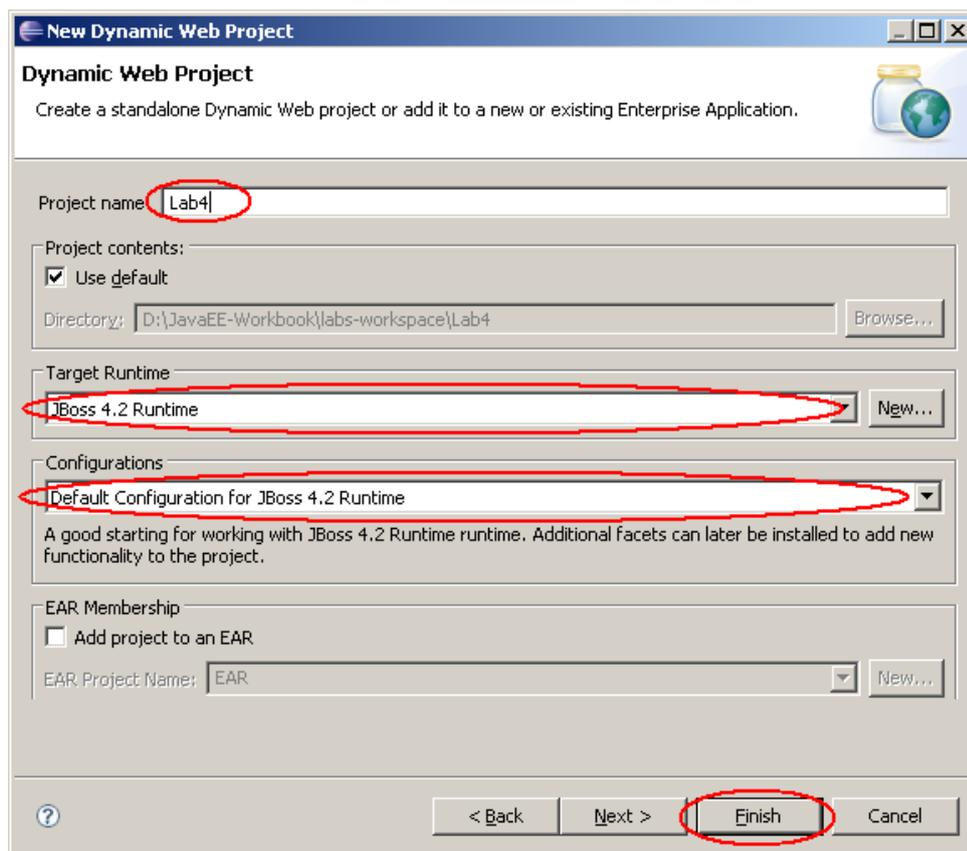 New Dynamic Web Project
Dynamic Web Project
Create a standalone Dynamic Web project or add it to a new or existing Enterprise Application.
Project name Lab4
Project contents:
Use default
Directory: D:\JavaEE-Workbook\labs-workspace\Lab4 Browse...
Target Runtime
JBoss 4.2 Runtime New...
Configurations
Default Configuration for JBoss 4.2 Runtime
A good starting for working with JBoss 4.2 Runtime runtime. Additional facets can later be installed to add new
functionality to the project.
EAR Membership
Add project to an EAR
EAR Project Name: EAR New...
? < Back Next > Finish Cancel